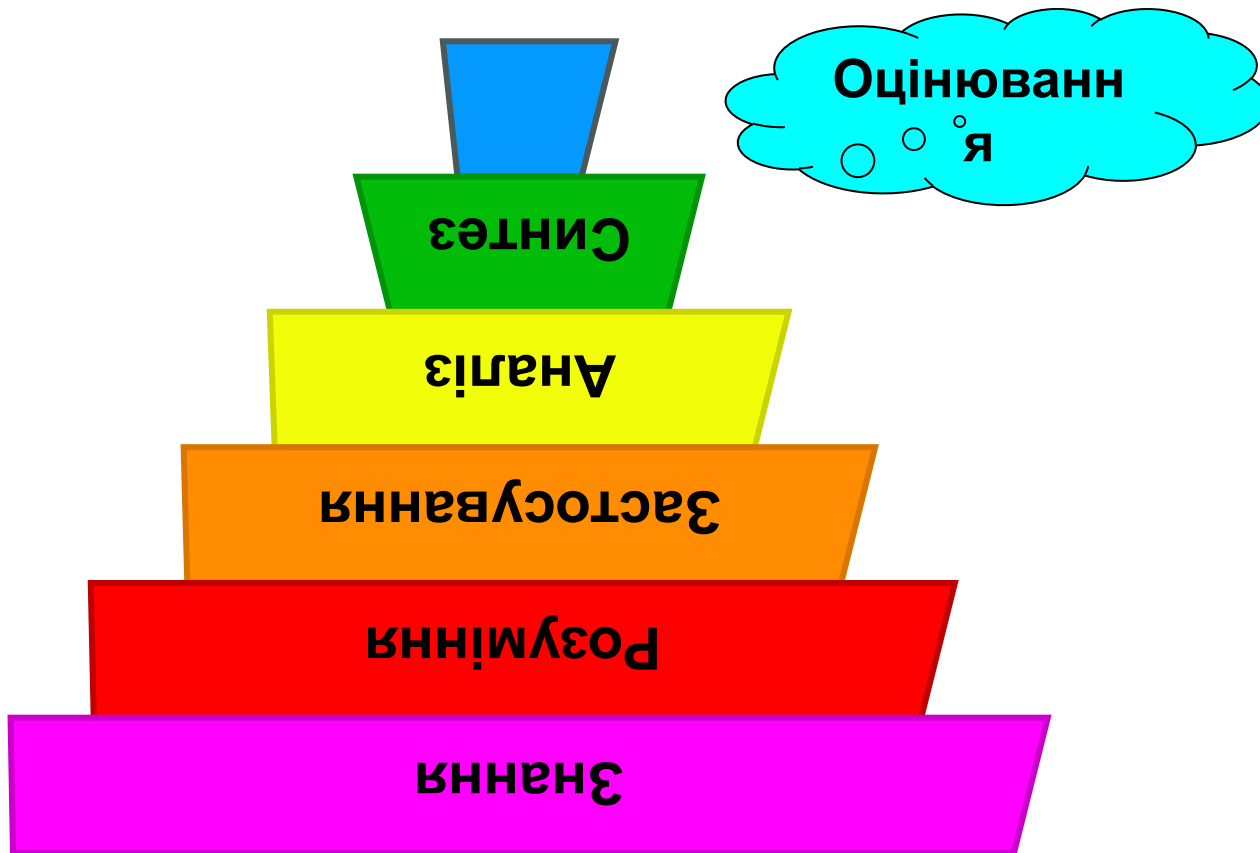 Оцінюванн
я
Синтез
Аналіз
Застосування
Розуміння
Знання